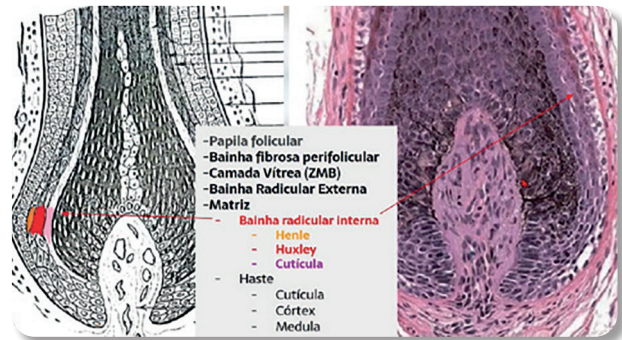 -Papila folicular
-Bainha fibrosa perifolicular
-Camada Vítrea (ZMB)
-Bainha Radicular Externa
-Matriz
- Bainha radicular interna
- Henle
- Huxley
- Cutícula
- Haste
- Cutícula
- Córtex
- Medula